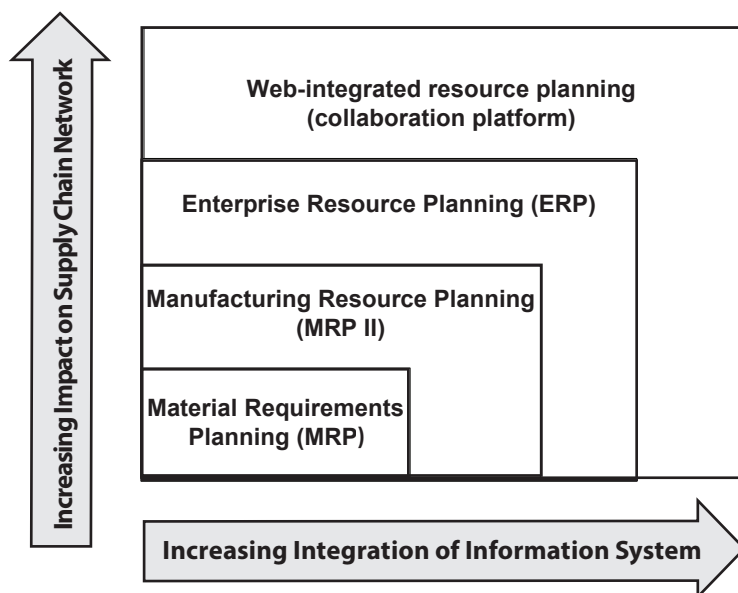 Increasing Impact on Supply Chain Network
Web-integrated resource planning
(collaboration platform)
Enterprise Resource Planning (ERP)
Manufacturing Resource Planning
(MRP II)
Material Requirements
Planning (MRP)
Increasing Integration of Information System